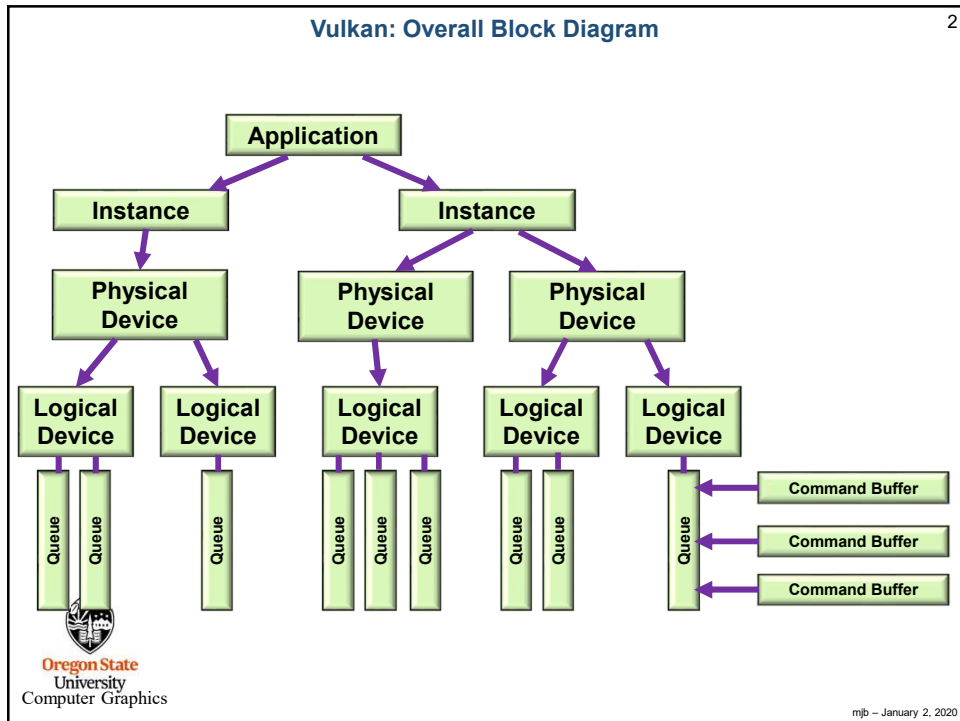 Vulkan: Overall Block Diagram
2
Application
Instance
Instance
Physical
Device
Physical
Device
Physical
Device
Logical
Device
Logical
Device
Logical
Device
Logical
Device
Logical
Device
Queue
Queue
Queue
Queue
Queue
Queue
Queue
Queue
Queue
Command Buffer
Command Buffer
Command Buffer
Oregon State
University
Computer Graphics
mjb – January 2, 2020